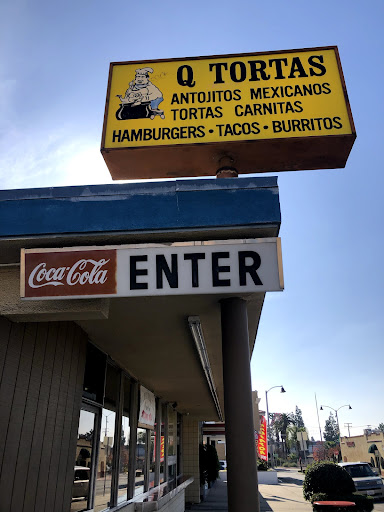 Q TORTAS
ANTOJITOS MEXICANOS
TORTAS CARNITAS
HAMBURGERS • TACOS • BURRITOS
Coca-Cola ENTER